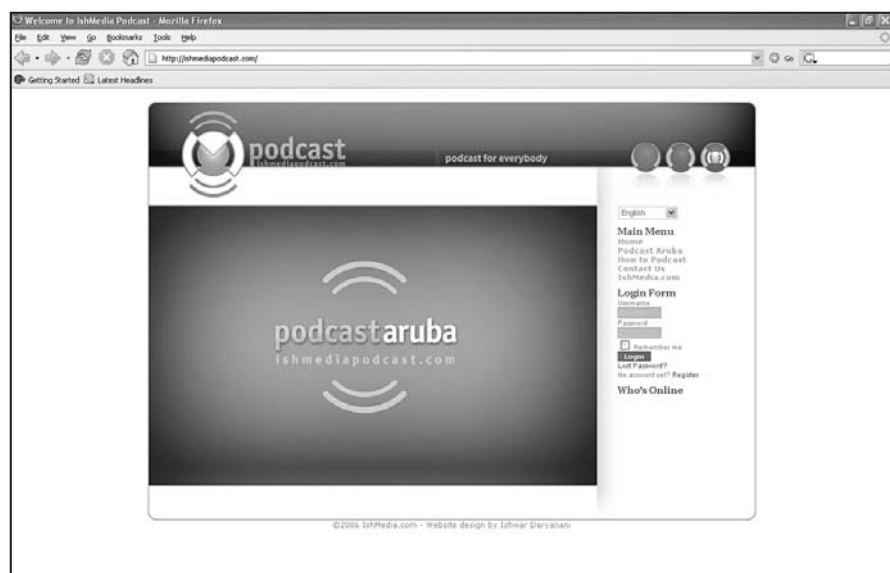 Welcome to IshMedia Podcast - Mozilla Firefox
File Edit View Go Bookmarks Tools Help
http://ishmediapodcast.com/
Go
Getting Started Latest Headlines
podcast
ishmediapodcast.com
podcast for everybody
English
Main Menu
Home
Podcast Aruba
How to Podcast
Contact Us
IshMedia.com
Login Form
Username
Password
Remember me
Login
Lost Password?
No account yet? Register
Who's Online
podcastaruba
ishmediapodcast.com
©2006 IshMedia.com - Website design by Ishwar Daryanani